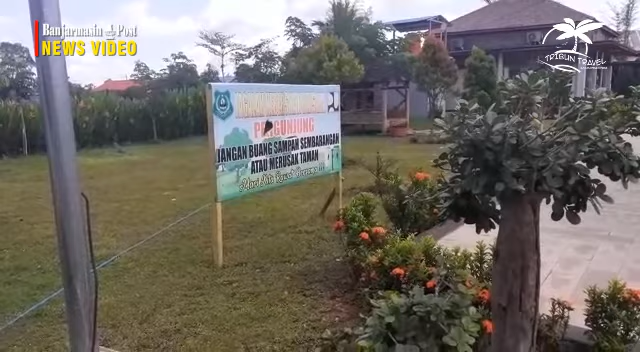 Banjarmasin Post
NEWS VIDEO
TRIBUN TRAVEL
PENGUNJUNG
JANGAN BUANG SAMPAH SEMBARANGAN
ATAU MERUSAK TAMAN